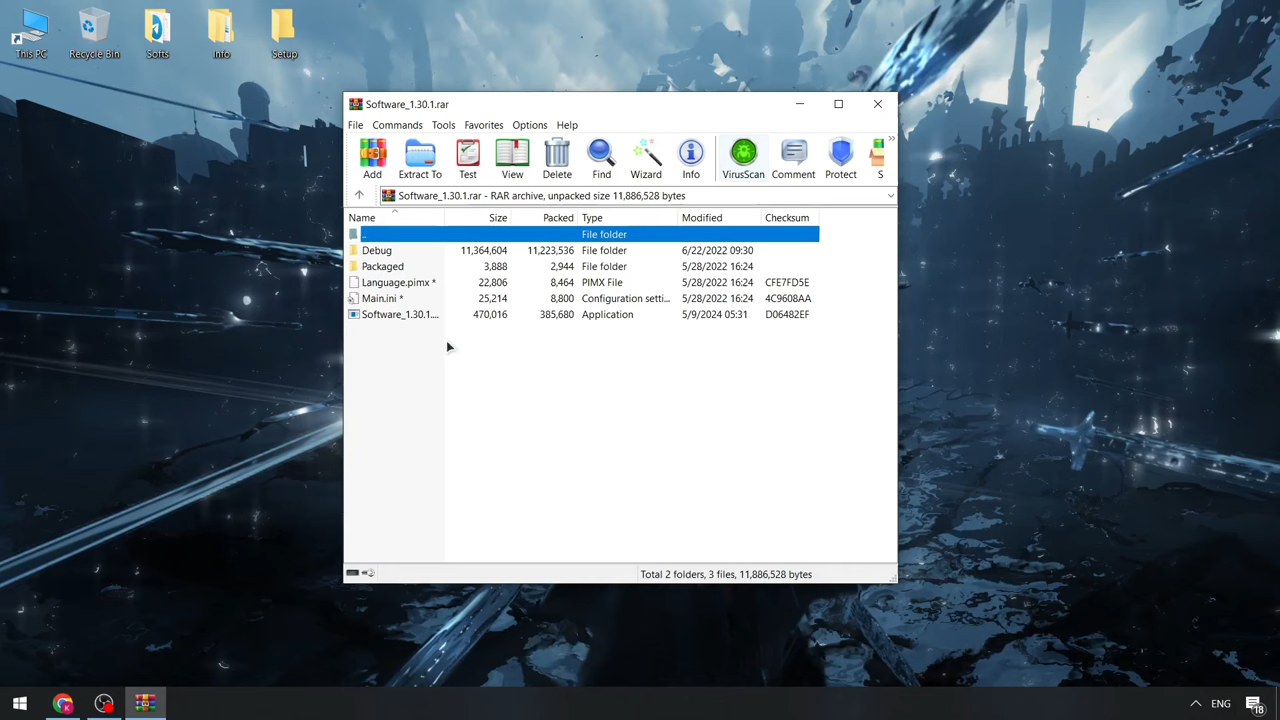 This PC
Recycle Bin
Softs
Info
Setup
Software_1.30.1.rar
File Commands Tools Favorites Options Help
Add Extract To Test View Delete Find Wizard Info VirusScan Comment Protect S
Software_1.30.1.rar - RAR archive, unpacked size 11,886,528 bytes
Name Size Packed Type Modified Checksum
.. File folder
Debug 11,364,604 11,223,536 File folder 6/22/2022 09:30
Packaged 3,888 2,944 File folder 5/28/2022 16:24
Language.pimx * 22,806 8,464 PIMX File 5/28/2022 16:24 CFE7FD5E
Main.ini * 25,214 8,800 Configuration setti... 5/28/2022 16:24 4C9608AA
Software_1.30.1.... 470,016 385,680 Application 5/9/2024 05:31 D06482EF
Total 2 folders, 3 files, 11,886,528 bytes
K
ENG
18